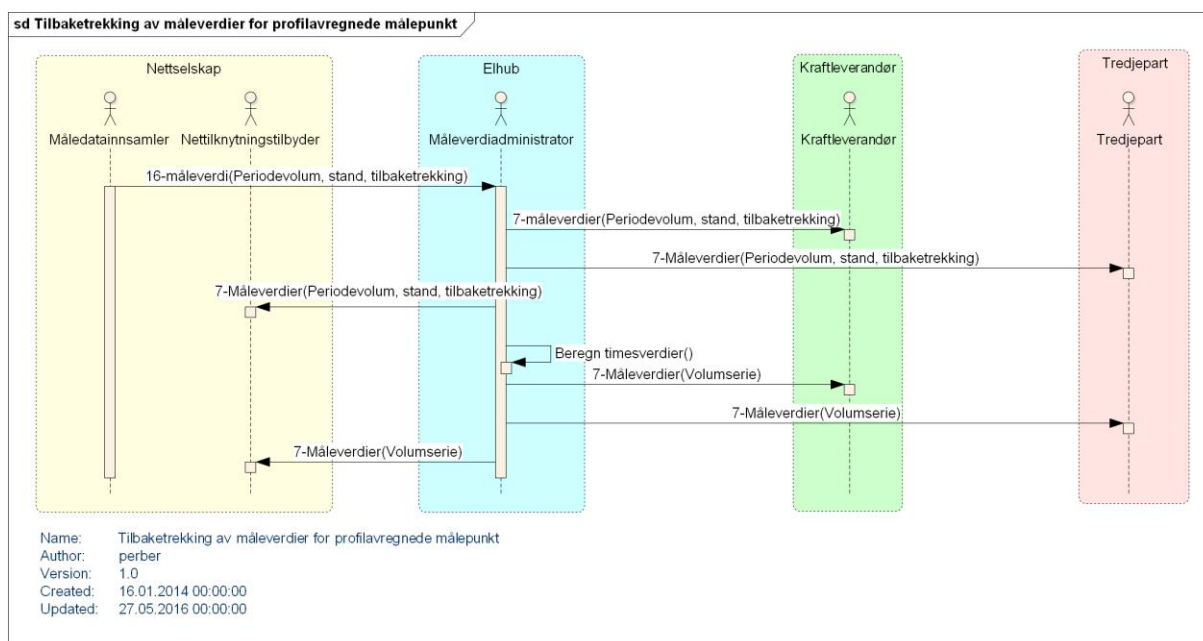 sd Tilbaketrekking av måleverdier for profilavregnede målepunkt
Nettselskap
Elhub
Kraftleverandør
Tredjepart
Måledatainnsamler
Nettilknytningstilbyder
Måleverdiadministrator
Kraftleverandør
Tredjepart
16-måleverdi(Periodevolum, stand, tilbaketrekking)
7-måleverdier(Periodevolum, stand, tilbaketrekking)
7-Måleverdier(Periodevolum, stand, tilbaketrekking)
7-Måleverdier(Periodevolum, stand, tilbaketrekking)
Beregn timesverdier()
7-Måleverdier(Volumserie)
7-Måleverdier(Volumserie)
7-Måleverdier(Volumserie)
Name: Tilbaketrekking av måleverdier for profilavregnede målepunkt
Author: perber
Version: 1.0
Created: 16.01.2014 00:00:00
Updated: 27.05.2016 00:00:00